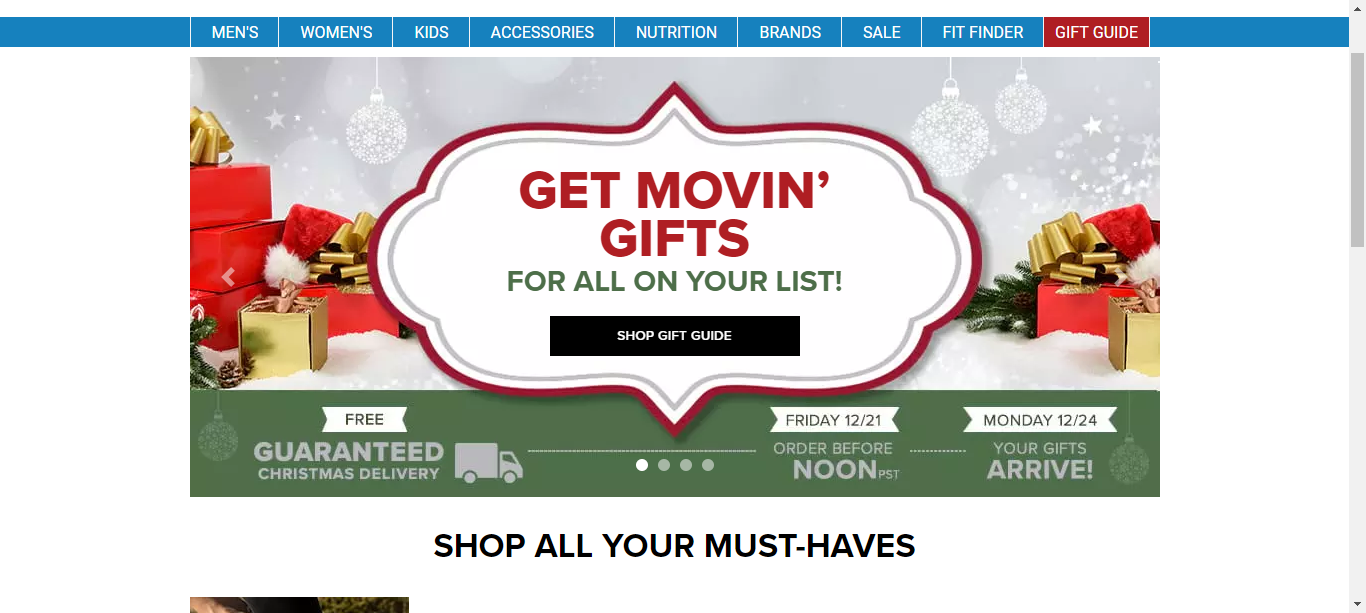 MEN'S WOMEN'S KIDS ACCESSORIES NUTRITION BRANDS SALE FIT FINDER GIFT GUIDE
GET MOVIN'
GIFTS
FOR ALL ON YOUR LIST!
SHOP GIFT GUIDE
FREE
GUARANTEED
CHRISTMAS DELIVERY
FRIDAY 12/21
ORDER BEFORE
NOON PST
MONDAY 12/24
YOUR GIFTS
ARRIVE!
SHOP ALL YOUR MUST-HAVES